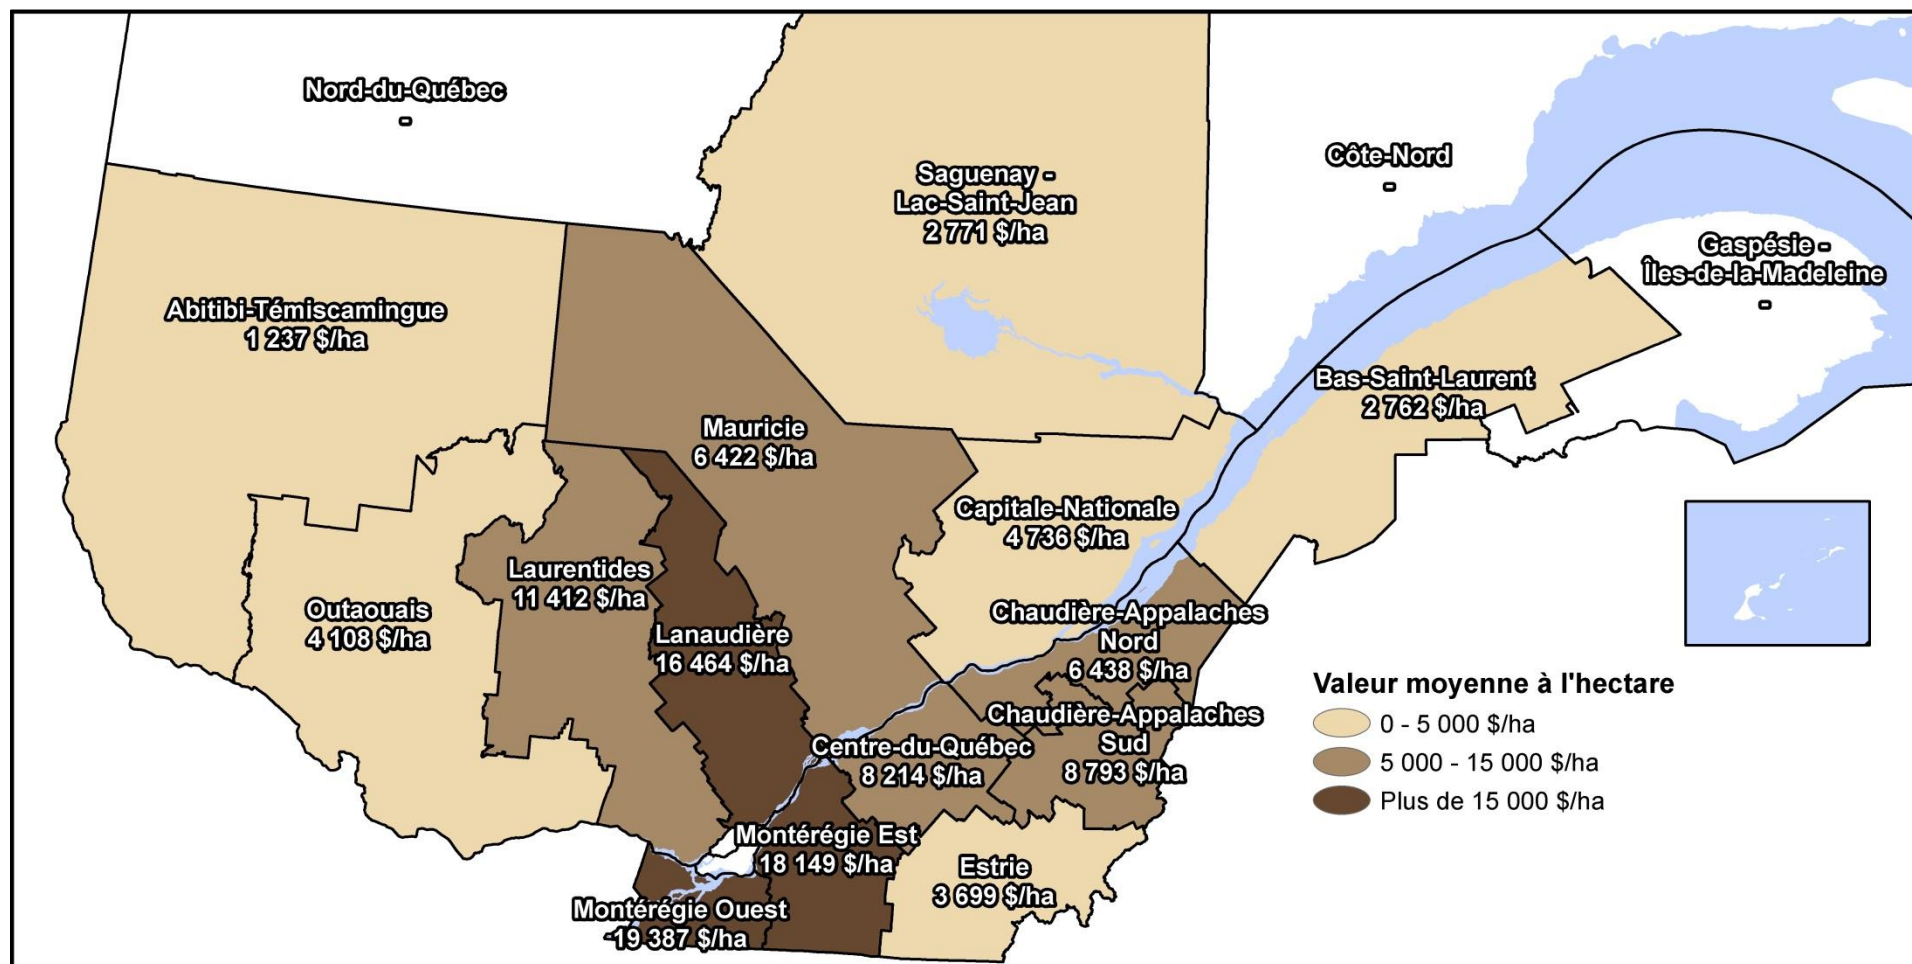 Nord-du-Québec
-
Côte-Nord
-
Saguenay -
Lac-Saint-Jean
2 771 $/ha
Gaspésie -
Îles-de-la-Madeleine
-
Abitibi-Témiscamingue
1 237 $/ha
Bas-Saint-Laurent
2 762 $/ha
Mauricie
6 422 $/ha
Capitale-Nationale
4 736 $/ha
Laurentides
11 412 $/ha
Outaouais
4 108 $/ha
Lanaudière
16 464 $/ha
Chaudière-Appalaches
Nord
6 438 $/ha
Chaudière-Appalaches
Sud
8 793 $/ha
Centre-du-Québec
8 214 $/ha
Montérégie Est
18 149 $/ha
Estrie
3 699 $/ha
Montérégie Ouest
19 387 $/ha
Valeur moyenne à l'hectare
0 - 5 000 $/ha
5 000 - 15 000 $/ha
Plus de 15 000 $/ha